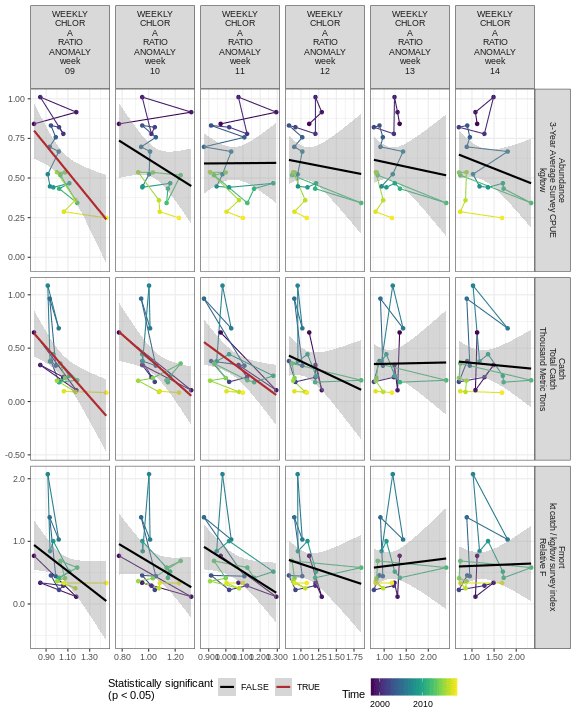 WEEKLY
CHLOR
A
RATIO
ANOMALY
week
09
WEEKLY
CHLOR
A
RATIO
ANOMALY
week
10
WEEKLY
CHLOR
A
RATIO
ANOMALY
week
11
WEEKLY
CHLOR
A
RATIO
ANOMALY
week
12
WEEKLY
CHLOR
A
RATIO
ANOMALY
week
13
WEEKLY
CHLOR
A
RATIO
ANOMALY
week
14
1.00
0.75
0.50
0.25
0.00
Abundance
3-Year Average Survey CPUE
kg/tow
1.00
0.50
0.00
-0.50
Catch
Total Catch
Thousand Metric Tons
2.0
1.0
0.0
Fmort
kt catch / kg/tow survey index
Relative F
0.90 1.10 1.30
0.80 1.00 1.20
0.900 1.000 1.100 1.200 1.300
1.00 1.25 1.50 1.75
1.00 1.50 2.00
1.00 1.50 2.00
Statistically significant
(p < 0.05)
FALSE
TRUE
Time
2000 2010